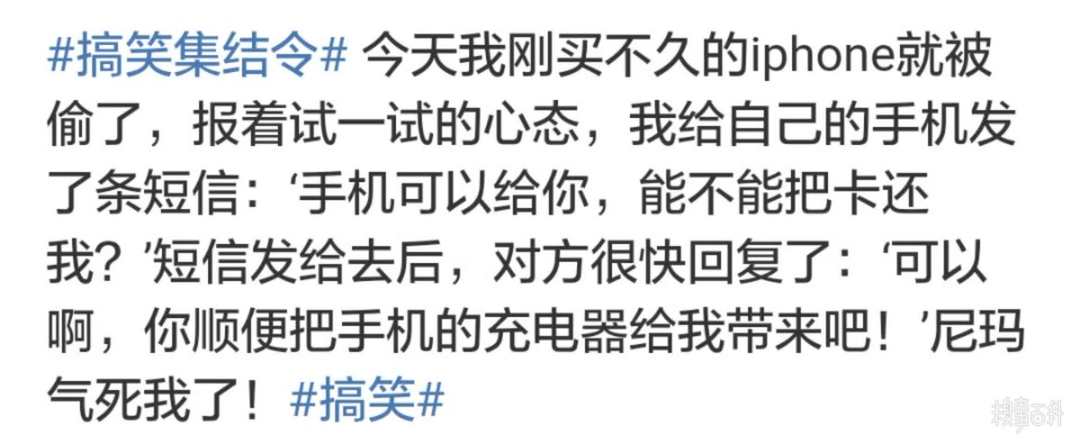 #搞笑集结令# 今天我刚买不久的iphone就被
偷了，报着试一试的心态，我给自己的手机发
了条短信：‘手机可以给你，能不能把卡还
我？’短信发给去后，对方很快回复了：‘可以
啊，你顺便把手机的充电器给我带来吧！’尼玛
气死我了！#搞笑#